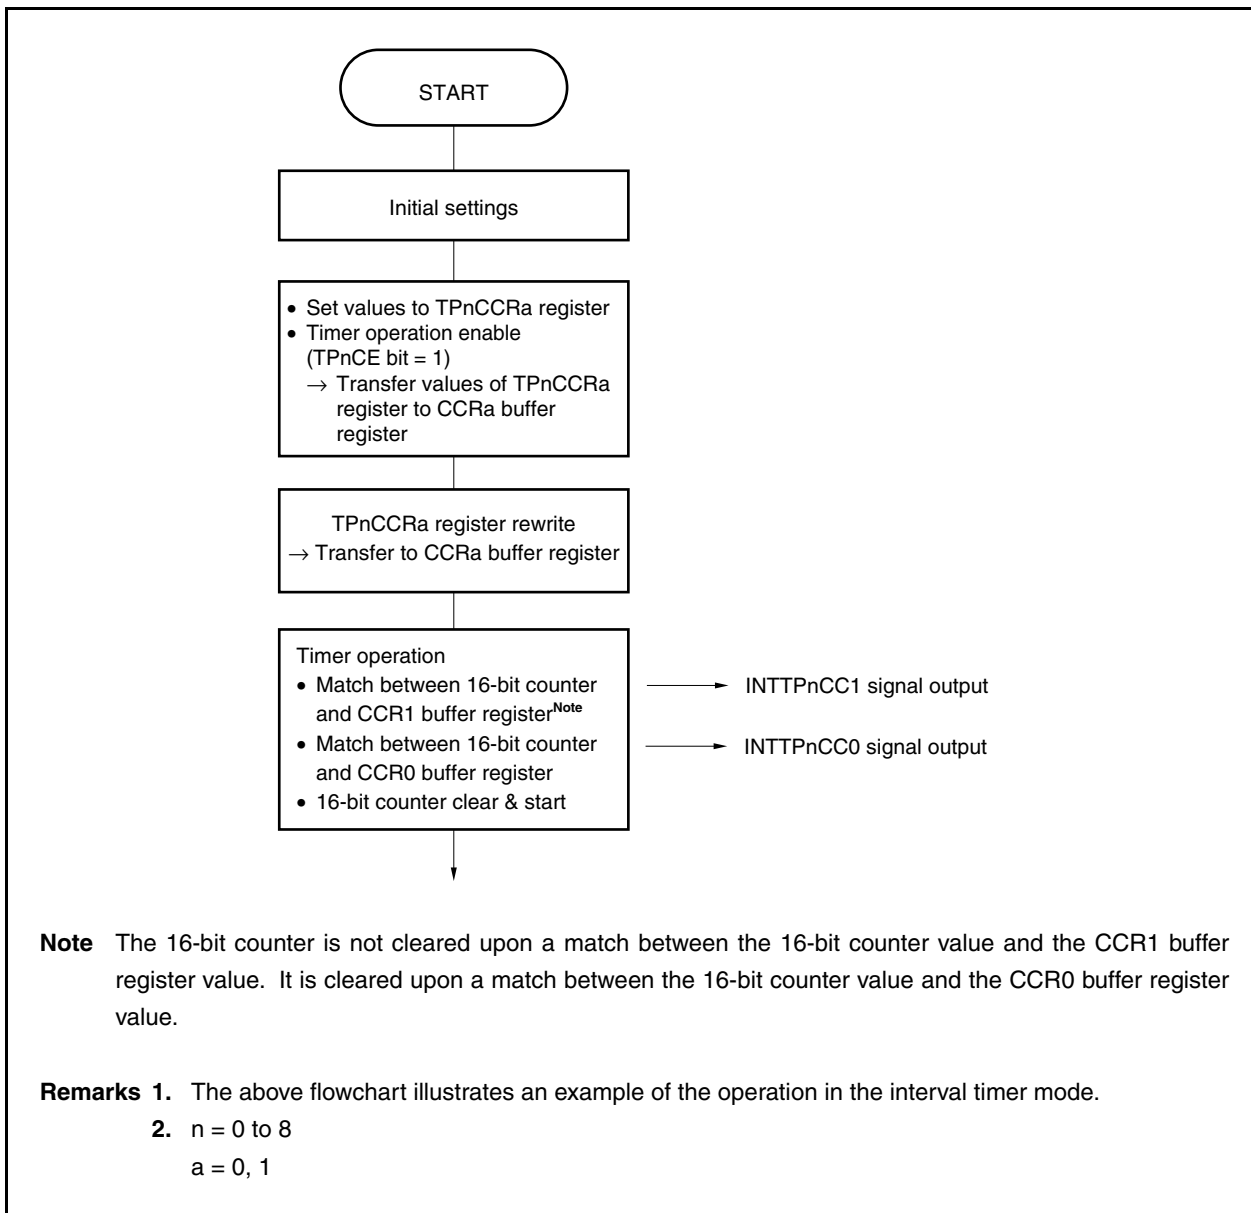 START
Initial settings
• Set values to TPnCCRa register
• Timer operation enable
(TPnCE bit = 1)
→ Transfer values of TPnCCRa
register to CCRa buffer
register
TPnCCRa register rewrite
→ Transfer to CCRa buffer register
Timer operation
• Match between 16-bit counter
and CCR1 buffer registerNote
• Match between 16-bit counter
and CCR0 buffer register
• 16-bit counter clear & start
INTTPnCC1 signal output
INTTPnCC0 signal output
Note The 16-bit counter is not cleared upon a match between the 16-bit counter value and the CCR1 buffer
register value. It is cleared upon a match between the 16-bit counter value and the CCR0 buffer register
value.
Remarks 1. The above flowchart illustrates an example of the operation in the interval timer mode.
2. n = 0 to 8
a = 0, 1